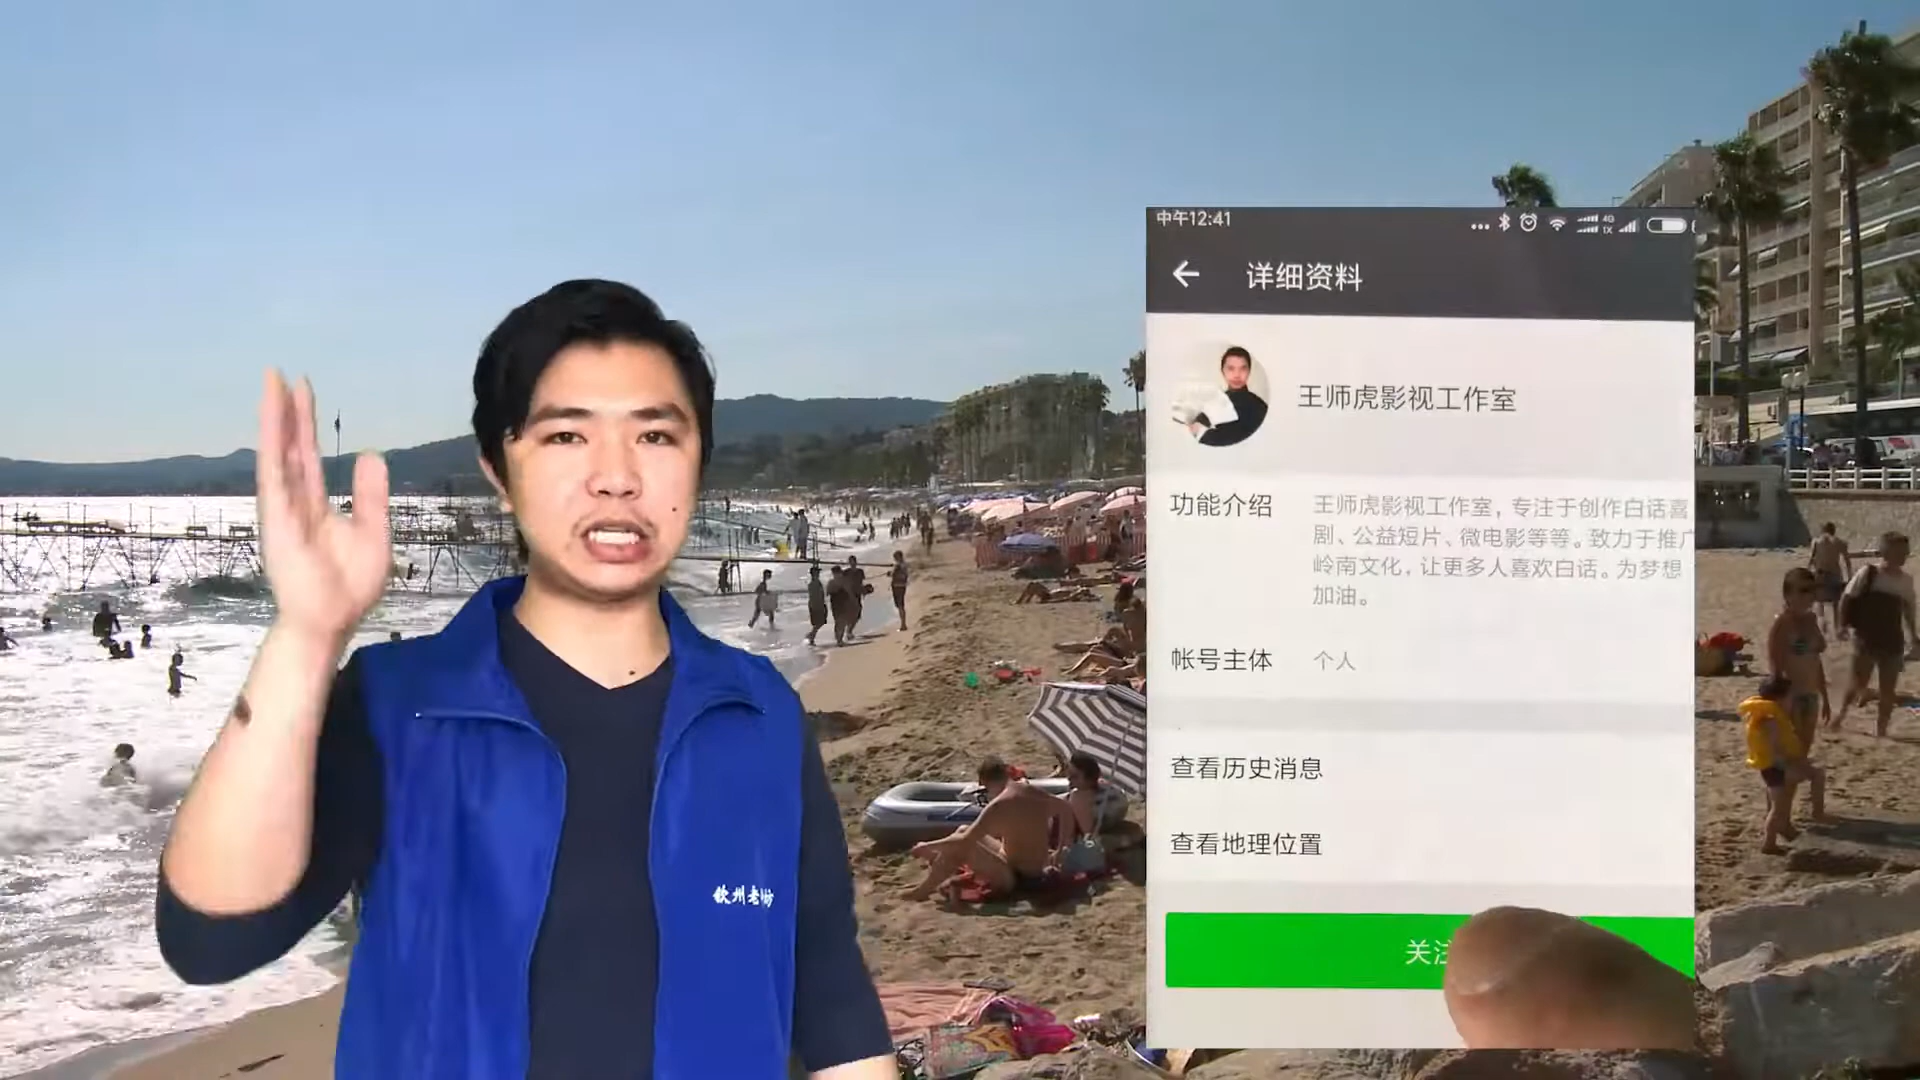 中午12:41
4G
1X
详细资料
王师虎影视工作室
功能介绍
王师虎影视工作室，专注于创作白话喜
剧、公益短片、微电影等等。致力于推广
岭南文化，让更多人喜欢白话。为梦想
加油。
帐号主体
个人
查看历史消息
查看地理位置
关注
钦州老街坊